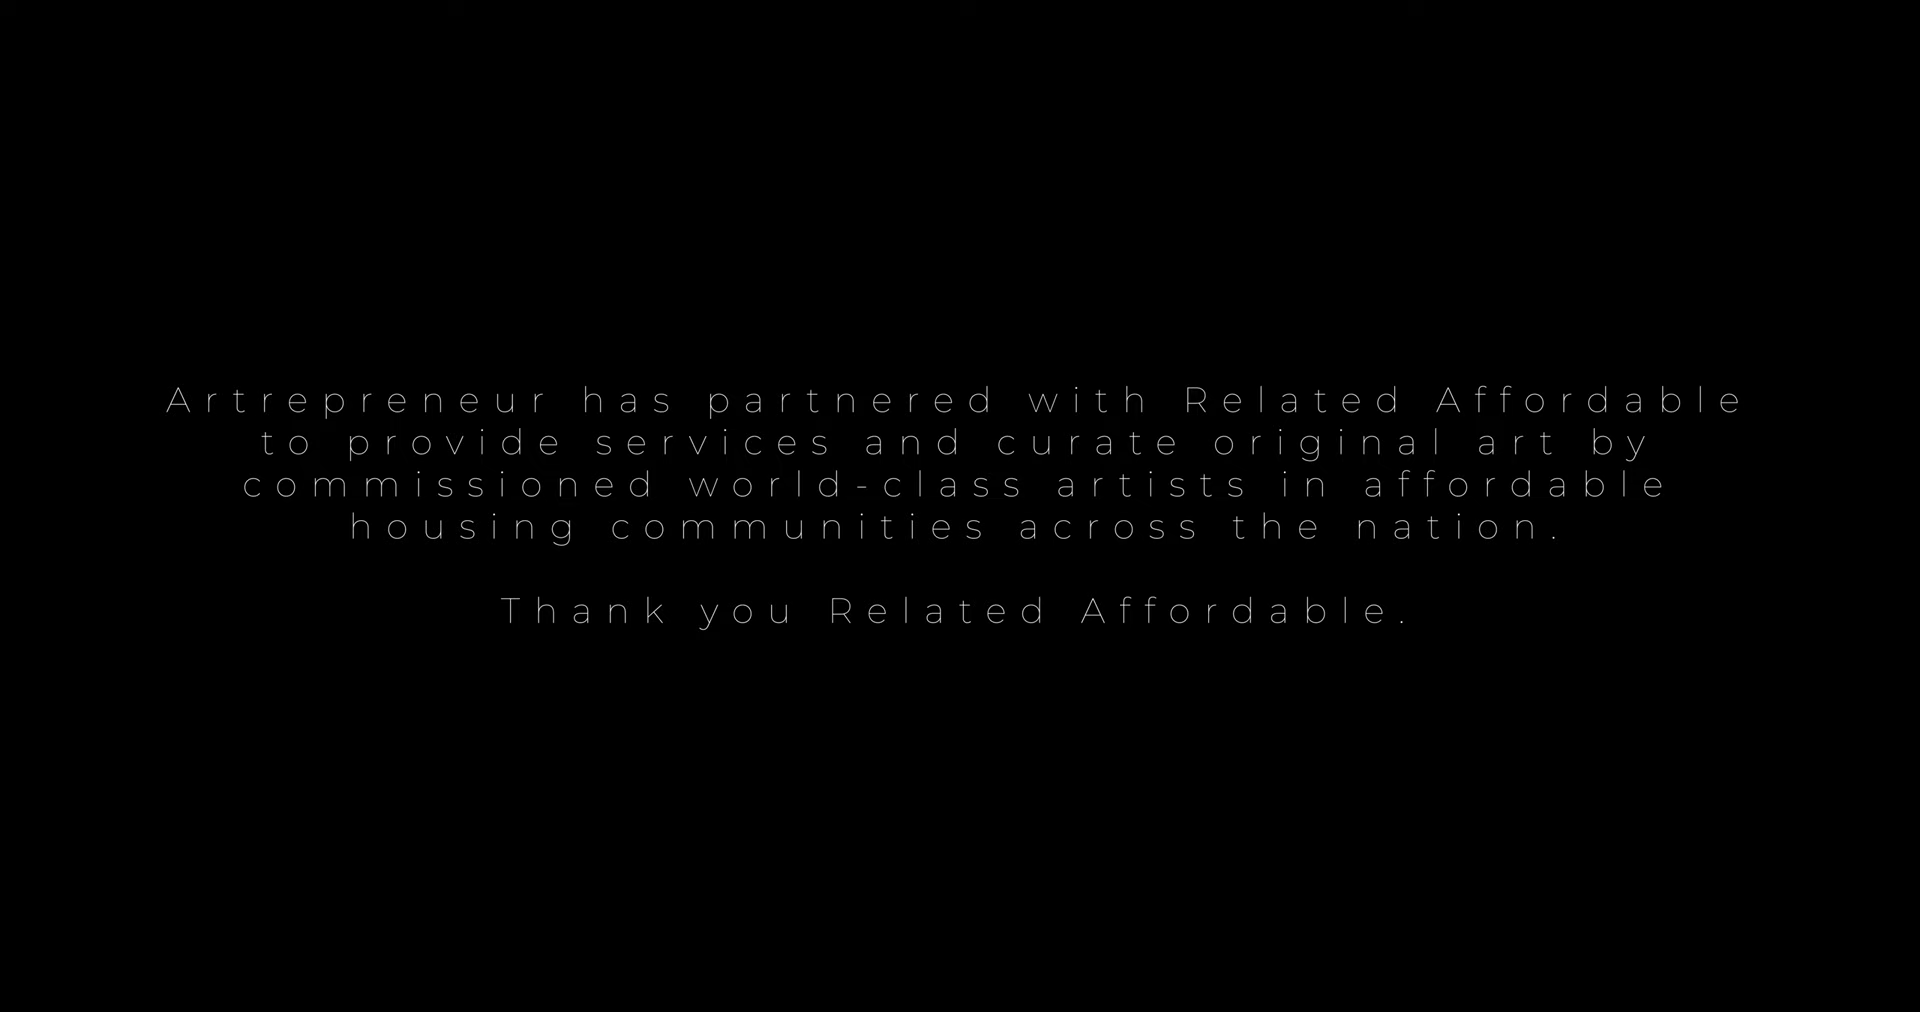 Artrepreneur has partnered with Related Affordable
to provide services and curate original art by
commissioned world-class artists in affordable
housing communities across the nation.
Thank you Related Affordable.